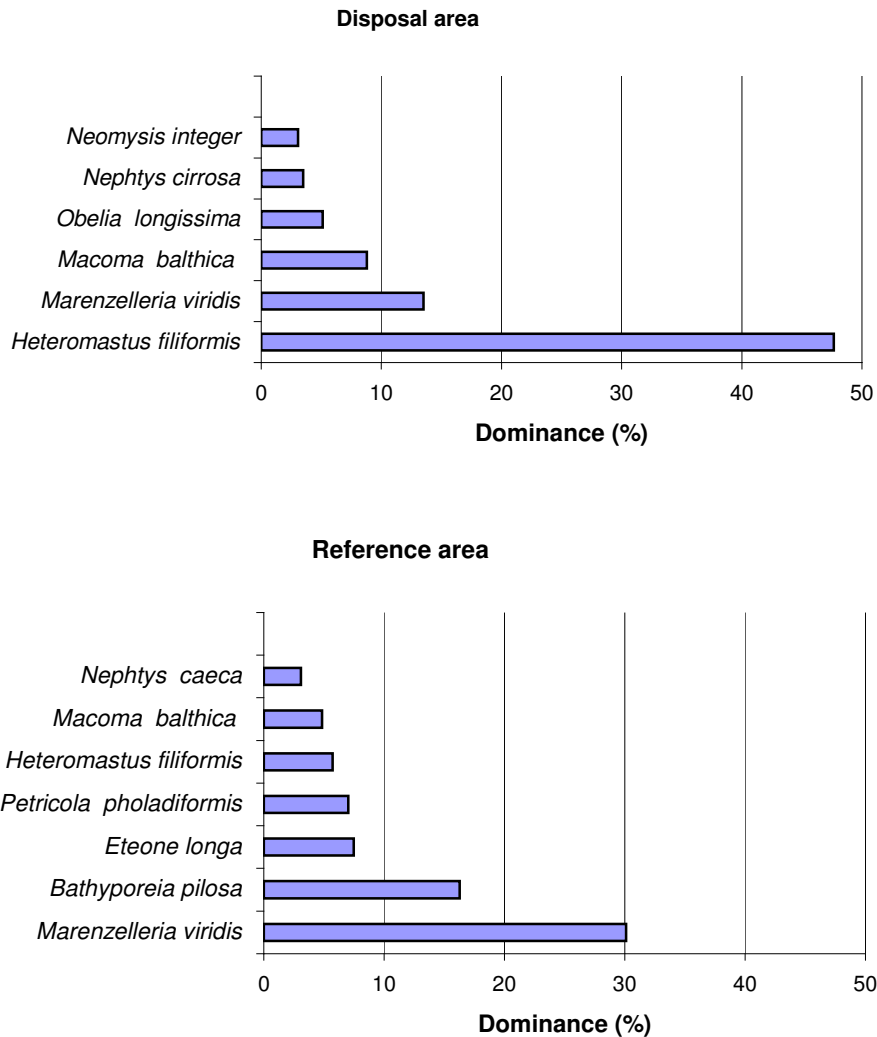 Disposal area
Neomysis integer
Nephtys cirrosa
Obelia longissima
Macoma balthica
Marenzelleria viridis
Heteromastus filiformis
0 10 20 30 40 50
Dominance (%)
Reference area
Nephtys caeca
Macoma balthica
Heteromastus filiformis
Petricola pholadiformis
Eteone longa
Bathyporeia pilosa
Marenzelleria viridis
0 10 20 30 40 50
Dominance (%)